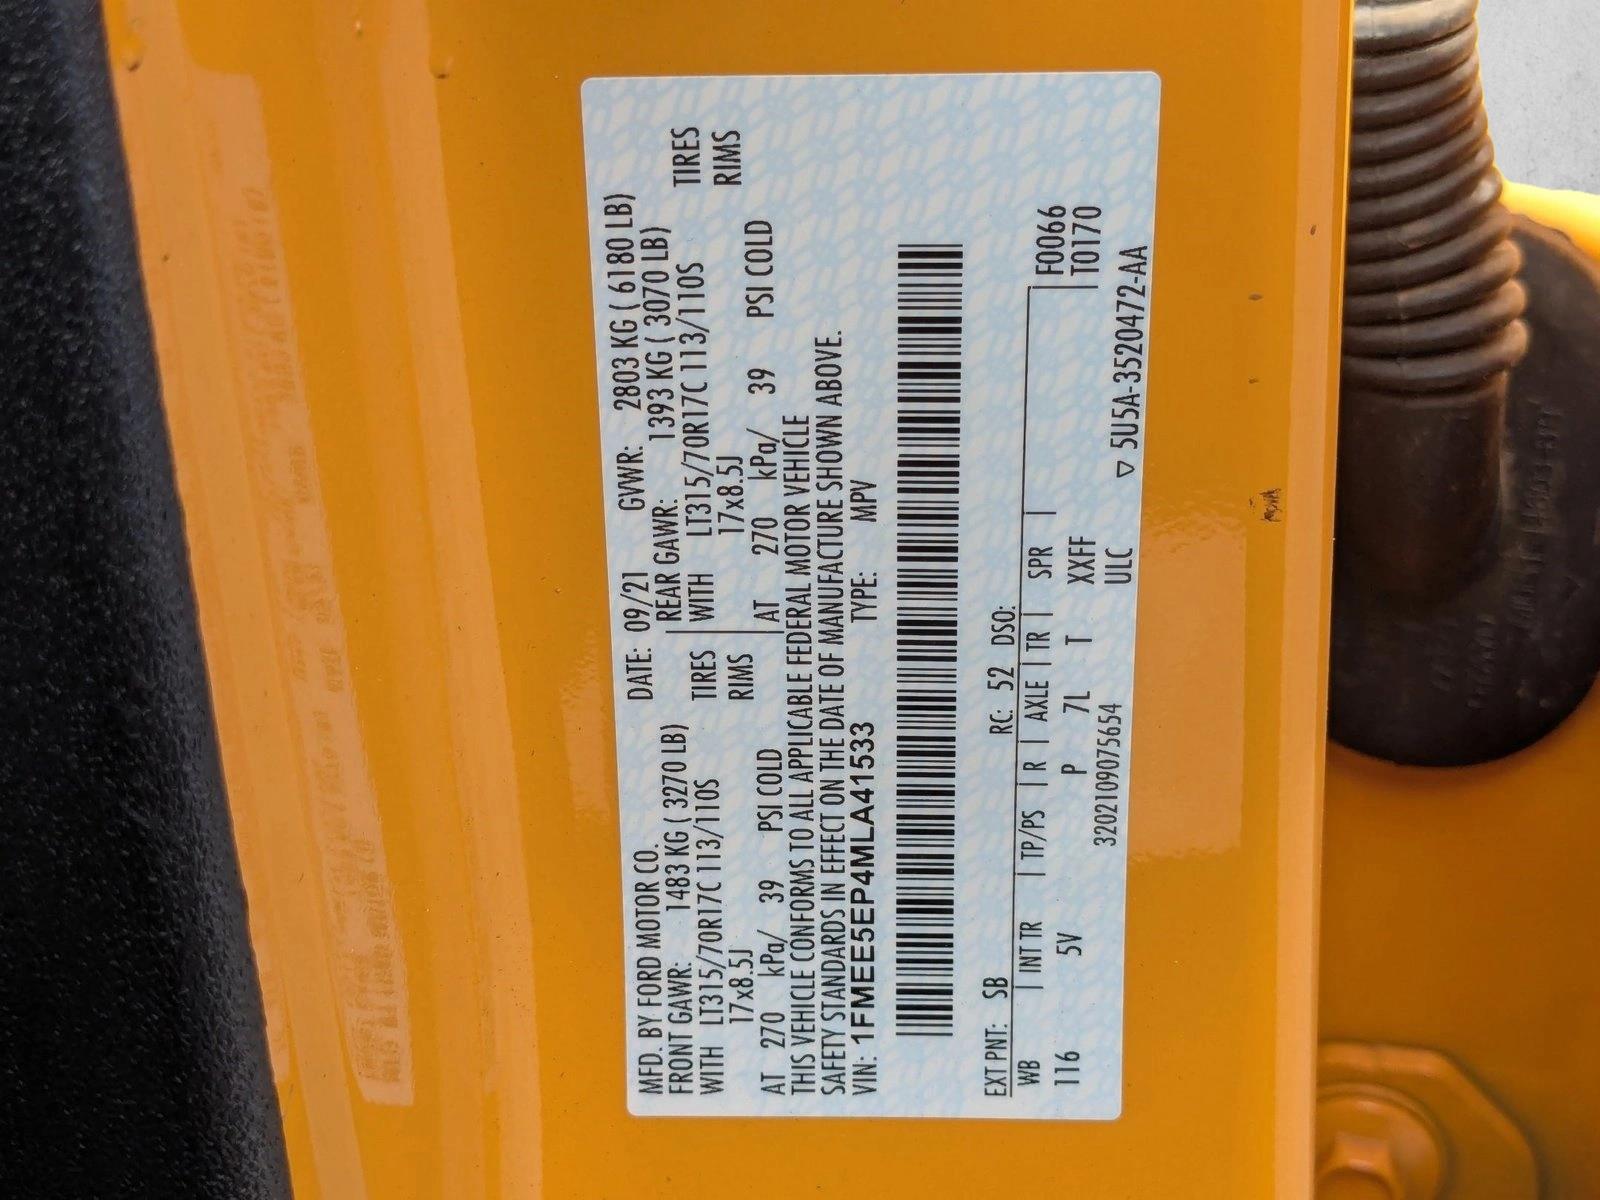 MFD. BY FORD MOTOR CO.
DATE: 09/21 GVWR: 2803 KG ( 6180 LB)
FRONT GAWR: 1483 KG ( 3270 LB) REAR GAWR: 1393 KG ( 3070 LB)
WITH LT315/70R17C 113/110S TIRES WITH LT315/70R17C 113/110S TIRES
17x8.5J RIMS 17x8.5J RIMS
AT 270 kPa/ 39 PSI COLD AT 270 kPa/ 39 PSI COLD
THIS VEHICLE CONFORMS TO ALL APPLICABLE FEDERAL MOTOR VEHICLE
SAFETY STANDARDS IN EFFECT ON THE DATE OF MANUFACTURE SHOWN ABOVE.
VIN: 1FMEE5EP4MLA41533 TYPE: MPV
EXT PNT: SB RC: 52 DSO:
WB INT TR TP/PS R AXLE TR SPR F0066
116 5V P 7L T XXFF T0170
320210907 5654 ULC ▽ 5U5A-3520472-AA